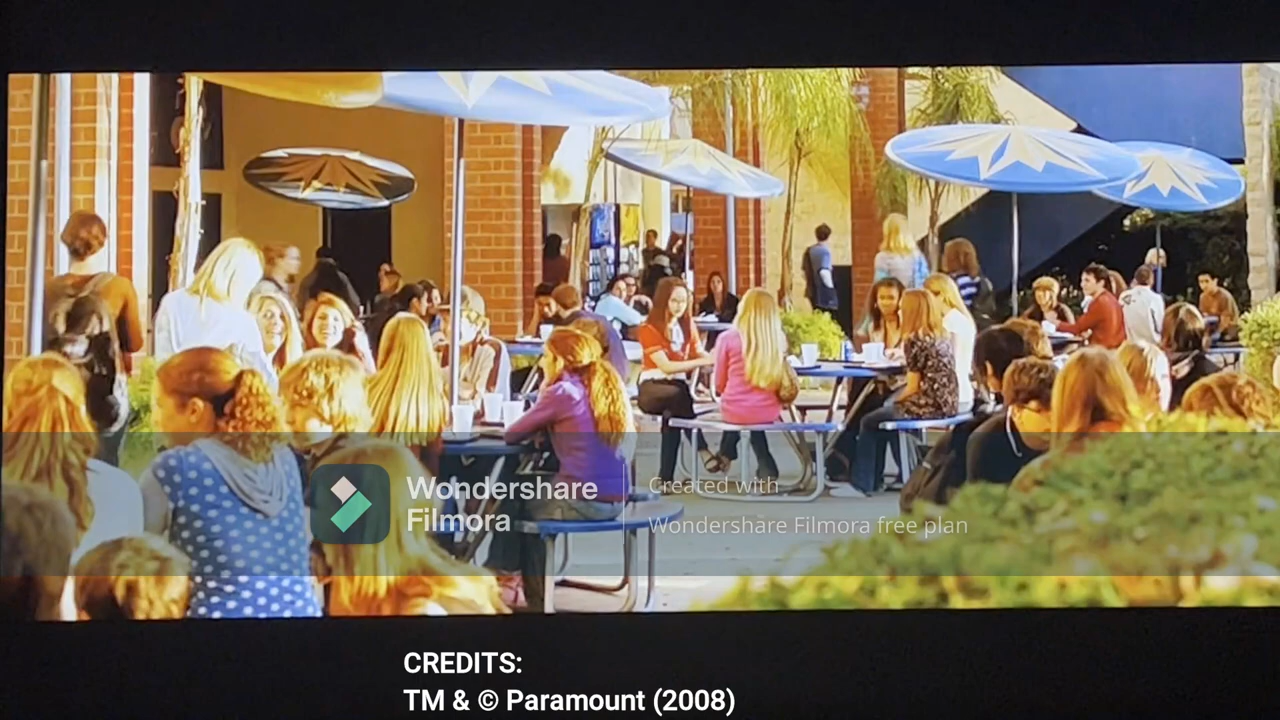 Wondershare
Filmora
Created with
Wondershare Filmora free plan
CREDITS:
TM & © Paramount (2008)